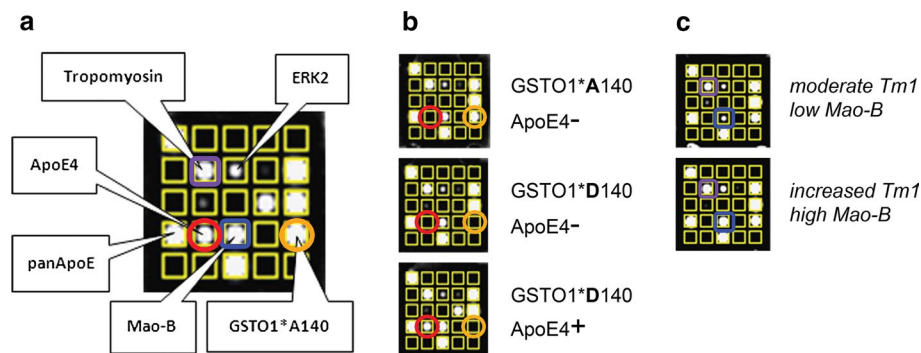 a
b
c
Tropomyosin
ERK2
ApoE4
panApoE
Mao-B
GSTO1*A140
GSTO1*A140
ApoE4-
GSTO1*D140
ApoE4-
GSTO1*D140
ApoE4+
moderate Tm1
low Mao-B
increased Tm1
high Mao-B